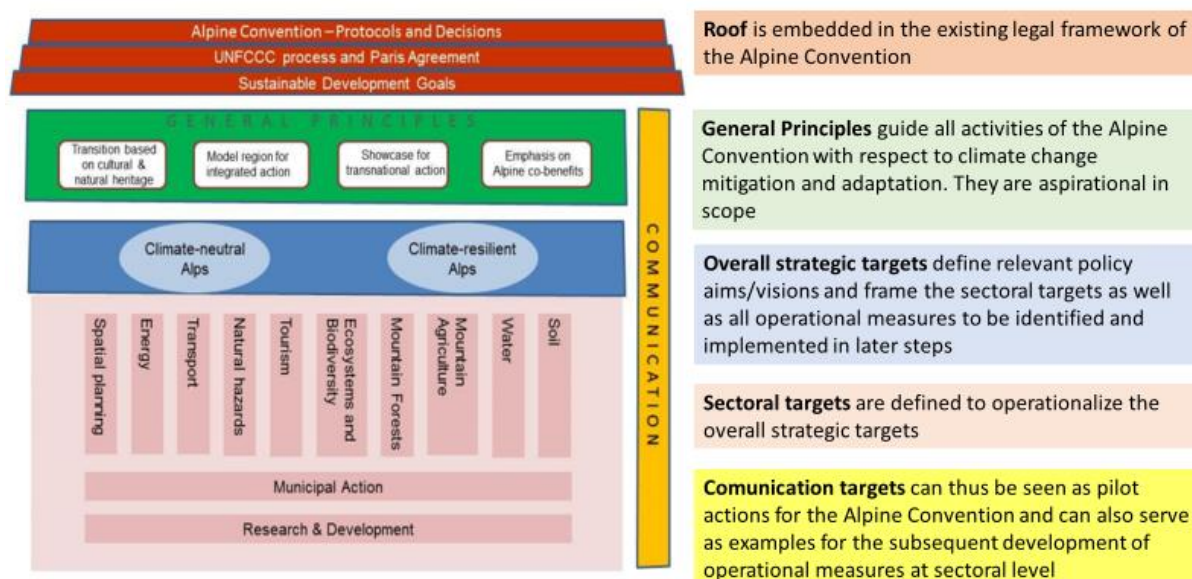 Alpine Convention – Protocols and Decisions
UNFCCC process and Paris Agreement
Sustainable Development Goals
GENERAL PRINCIPLES
Transition based
on cultural &
natural heritage
Model region for
integrated action
Showcase for
transnational action
Emphasis on
Alpine co-benefits
Climate-neutral
Alps
Climate-resilient
Alps
Spatial planning
Energy
Transport
Natural hazards
Tourism
Ecosystems and
Biodiversity
Mountain Forests
Mountain
Agriculture
Water
Soil
Municipal Action
Research & Development
COMMUNICATION
Roof is embedded in the existing legal framework of
the Alpine Convention
General Principles guide all activities of the Alpine
Convention with respect to climate change
mitigation and adaptation. They are aspirational in
scope
Overall strategic targets define relevant policy
aims/visions and frame the sectoral targets as well
as all operational measures to be identified and
implemented in later steps
Sectoral targets are defined to operationalize the
overall strategic targets
Comunication targets can thus be seen as pilot
actions for the Alpine Convention and can also serve
as examples for the subsequent development of
operational measures at sectoral level